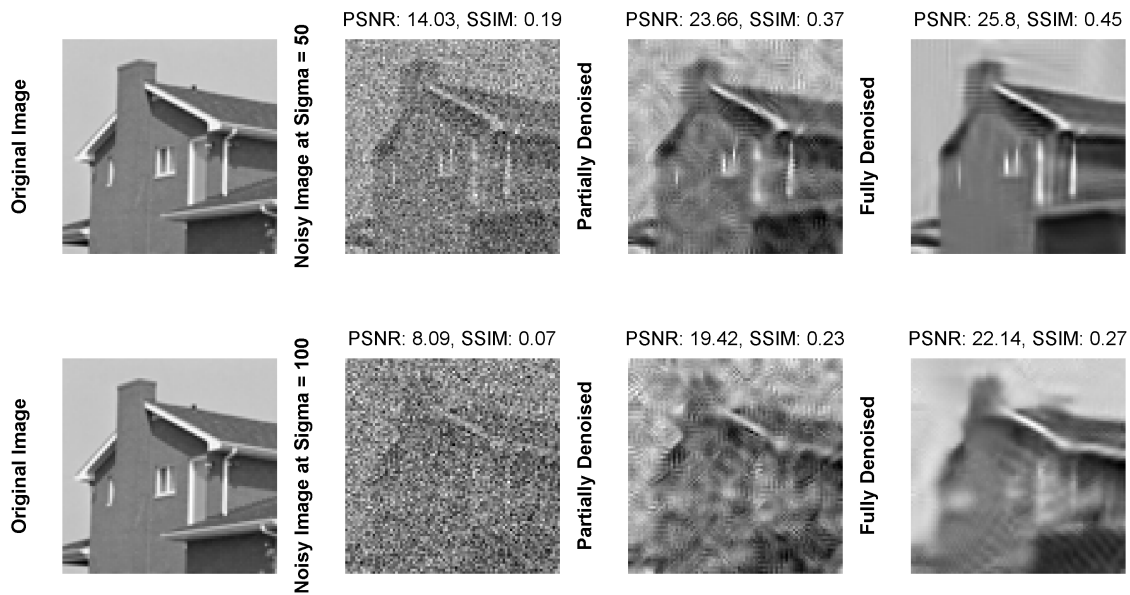 Original Image
Noisy Image at Sigma = 50
PSNR: 14.03, SSIM: 0.19
Partially Denoised
PSNR: 23.66, SSIM: 0.37
Fully Denoised
PSNR: 25.8, SSIM: 0.45
Original Image
Noisy Image at Sigima = 100
PSNR: 8.09, SSIM: 0.07
Partially Denoised
PSNR: 19.42, SSIM: 0.23
Fully Denoised
PSNR: 22.14, SSIM: 0.27